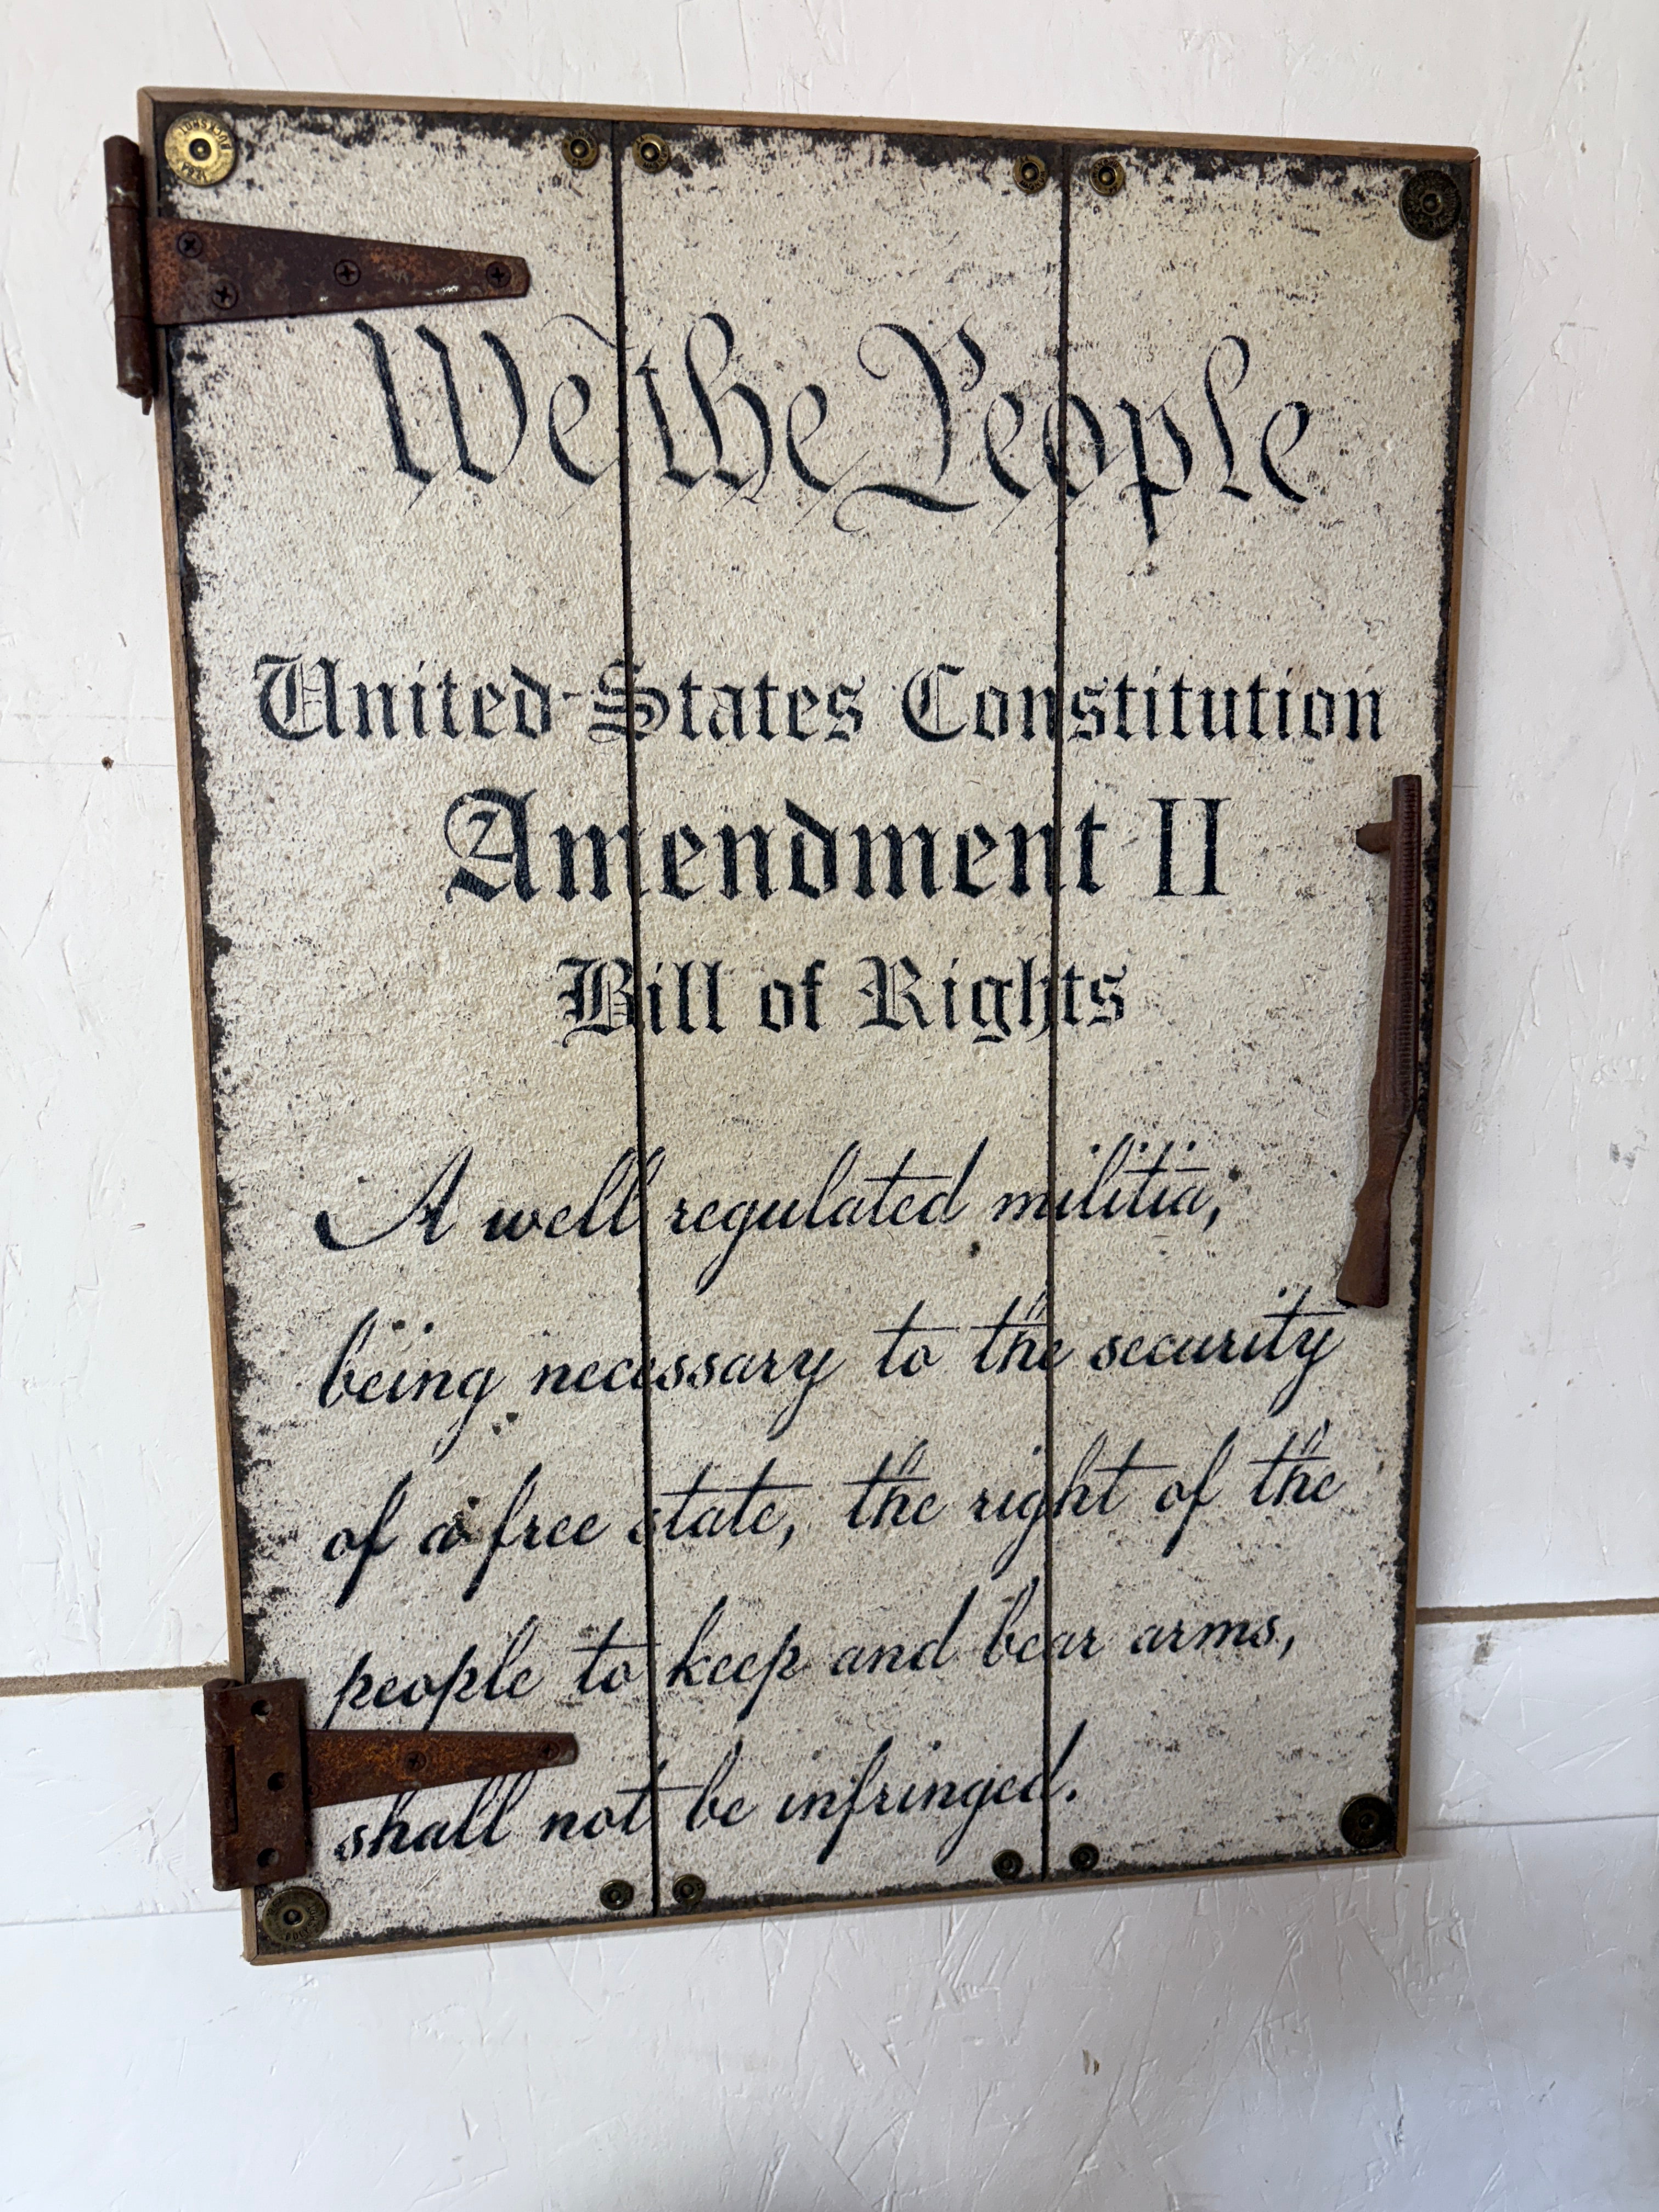 We the People
United States Constitution
Amendment II
Bill of Rights
A well regulated militia,
being necessary to the security
of a free state, the right of the
people to keep and bear arms,
shall not be infringed.